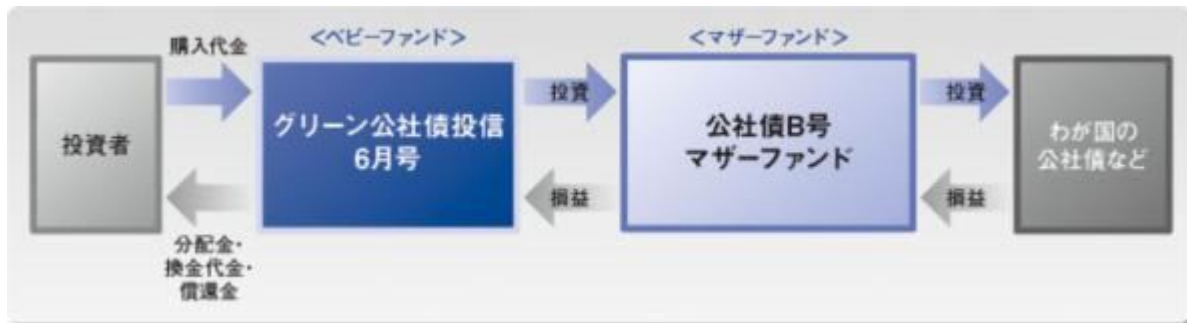 購入代金
<ベビーファンド>
<マザーファンド>
投資者
グリーン公社債投信
6月号
投資
公社債B号
マザーファンド
投資
わが国の
公社債など
損益
損益
分配金・
換金代金・
償還金